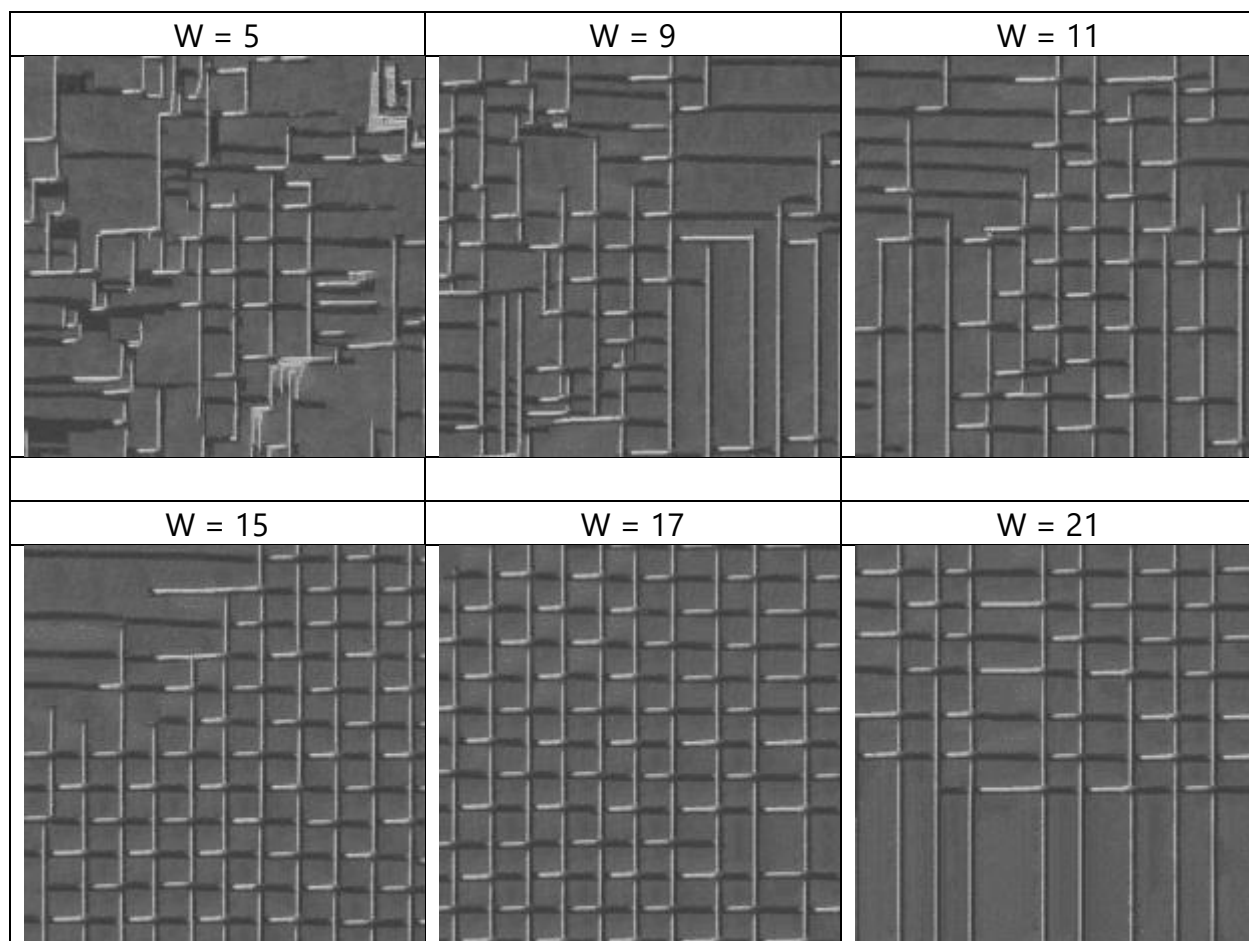 W = 5 W = 9 W = 11
W = 15 W = 17 W = 21